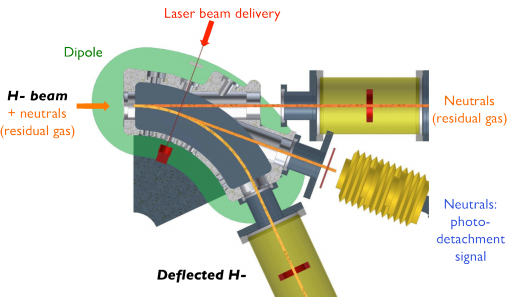 Laser beam delivery
Dipole
H- beam
+ neutrals
(residual gas)
Neutrals
(residual gas)
Neutrals:
photo-
detachment
signal
Deflected H-